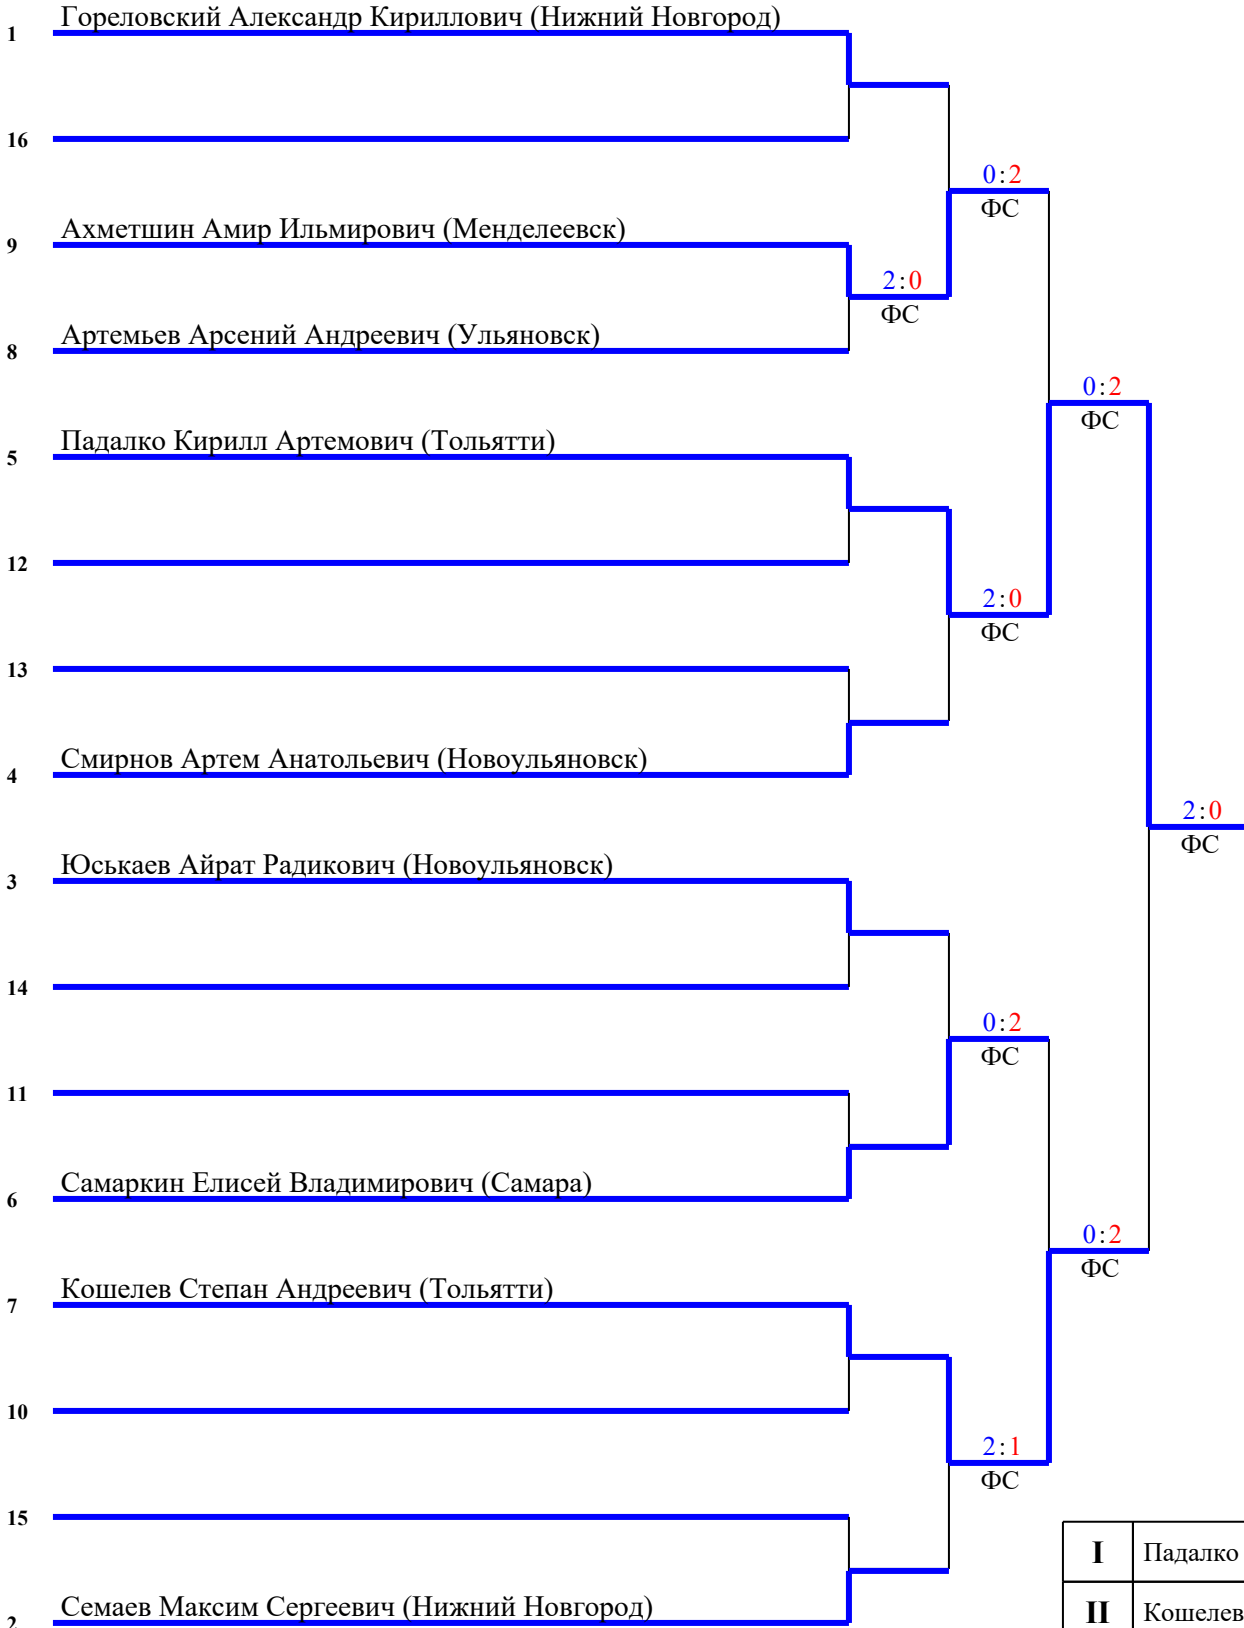 Гореловский Александр Кириллович (Нижний Новгород)
1
16
0:2
ФС
Ахметшин Амир Ильмирович (Менделеевск)
9
2:0
ФС
Артемьев Арсений Андреевич (Ульяновск)
8
0:2
ФС
Падалко Кирилл Артемович (Тольятти)
5
12
2:0
ФС
13
Смирнов Артем Анатольевич (Новоульяновск)
4
2:0
ФС
Юськаев Айрат Радикович (Новоульяновск)
3
14
0:2
ФС
11
Самаркин Елисей Владимирович (Самара)
6
0:2
ФС
Кошелев Степан Андреевич (Тольятти)
7
10
2:1
ФС
15
I Падалко
Семаев Максим Сергеевич (Нижний Новгород)
2
II Кошелев